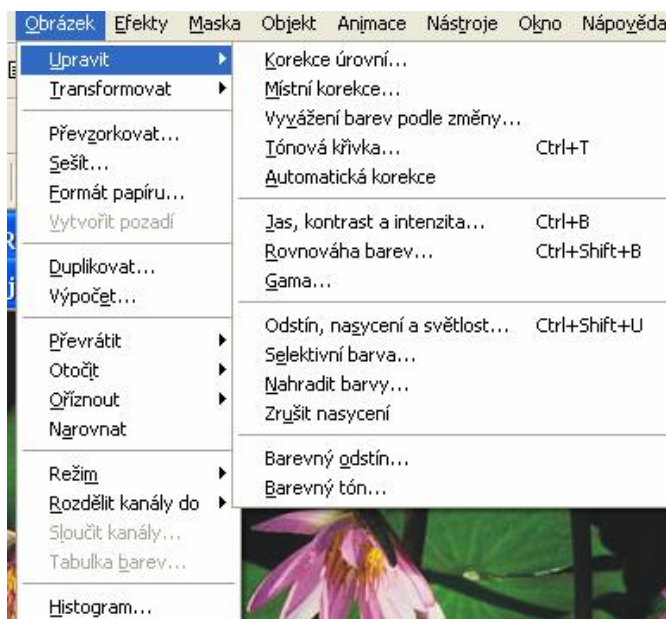 Obrázek Efekty Maska Objekt Animace Nástroje Okno Nápověda
Upravit
Transformovat
Převzorkovat...
Sešít...
Formát papíru...
Vytvořit pozadí
Duplikovat...
Výpočet...
Převrátit
Otočit
Oříznout
Narovnat
Režim
Rozdělit kanály do
Sloučit kanály...
Tabulka barev...
Histogram...
Korekce úrovní...
Místní korekce...
Vyvážení barev podle změny...
Tónová křivka... Ctrl+T
Automatická korekce
Jas, kontrast a intenzita... Ctrl+B
Rovnováha barev... Ctrl+Shift+B
Gama...
Odstín, nasycení a světlost... Ctrl+Shift+U
Selektivní barva...
Nahradit barvy...
Zrušit nasycení
Barevný odstín...
Barevný tón...